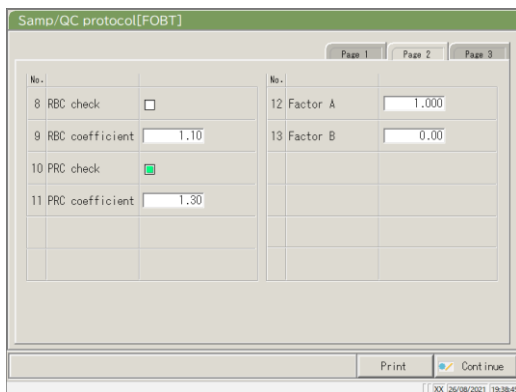 Samp/QC protocol[FOBT]
Page 1 Page 2 Page 3
No.
8 RBC check
9 RBC coefficient 1.10
10 PRC check
11 PRC coefficient 1.30
No.
12 Factor A 1.000
13 Factor B 0.00
Print Continue
XX 26/08/2021 19:38:45